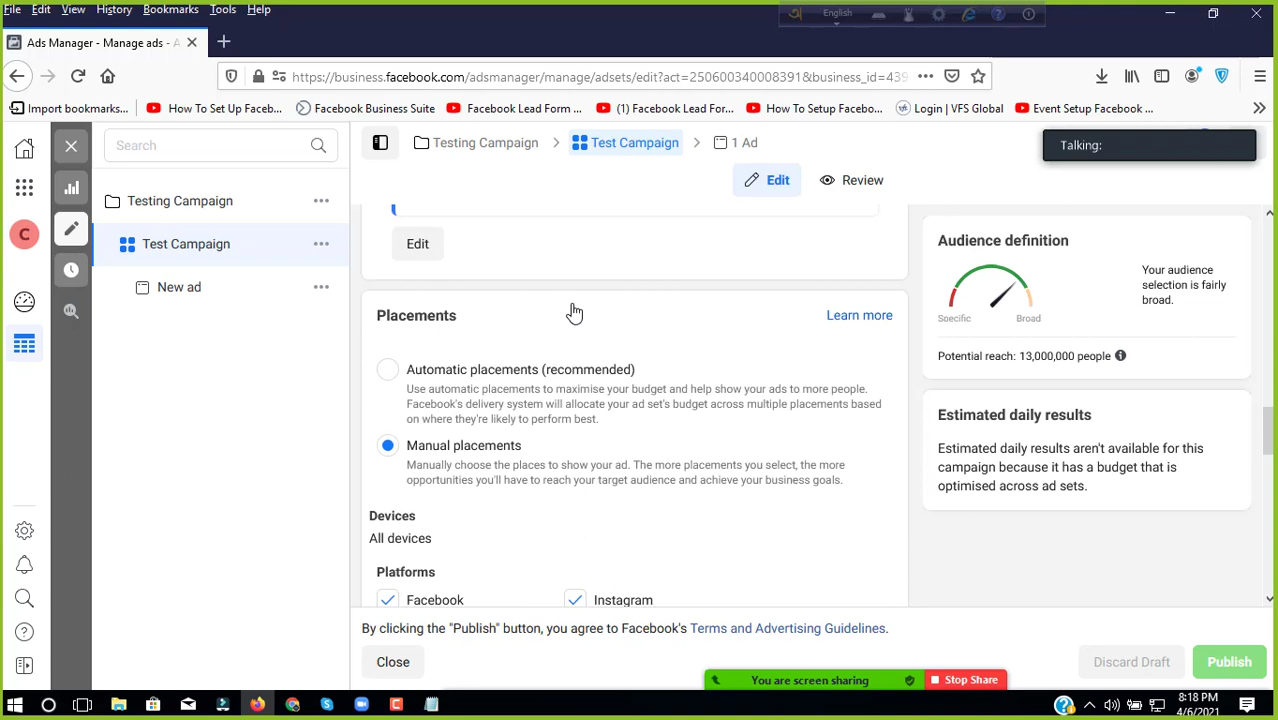 File Edit View History Bookmarks Tools Help
English
Ads Manager - Manage ads - A
https://business.facebook.com/adsmanager/manage/adsets/edit?act=250600340008391&business_id=439
Import bookmarks... How To Set Up Faceb... Facebook Business Suite Facebook Lead Form ... (1) Facebook Lead For... How To Setup Facebo... Login | VFS Global Event Setup Facebook ...
Search
Testing Campaign
Test Campaign
1 Ad
Talking:
Edit
Review
Testing Campaign
Test Campaign
New ad
C
Edit
Placements
Learn more
Automatic placements (recommended)
Use automatic placements to maximise your budget and help show your ads to more people.
Facebook's delivery system will allocate your ad set's budget across multiple placements based
on where they're likely to perform best.
Manual placements
Manually choose the places to show your ad. The more placements you select, the more
opportunities you'll have to reach your target audience and achieve your business goals.
Devices
All devices
Platforms
Facebook Instagram
Audience definition
Specific Broad
Your audience
selection is fairly
broad.
Potential reach: 13,000,000 people
Estimated daily results
Estimated daily results aren't available for this
campaign because it has a budget that is
optimised across ad sets.
By clicking the "Publish" button, you agree to Facebook's Terms and Advertising Guidelines.
Close
Discard Draft
Publish
You are screen sharing
Stop Share
8:18 PM
4/6/2021